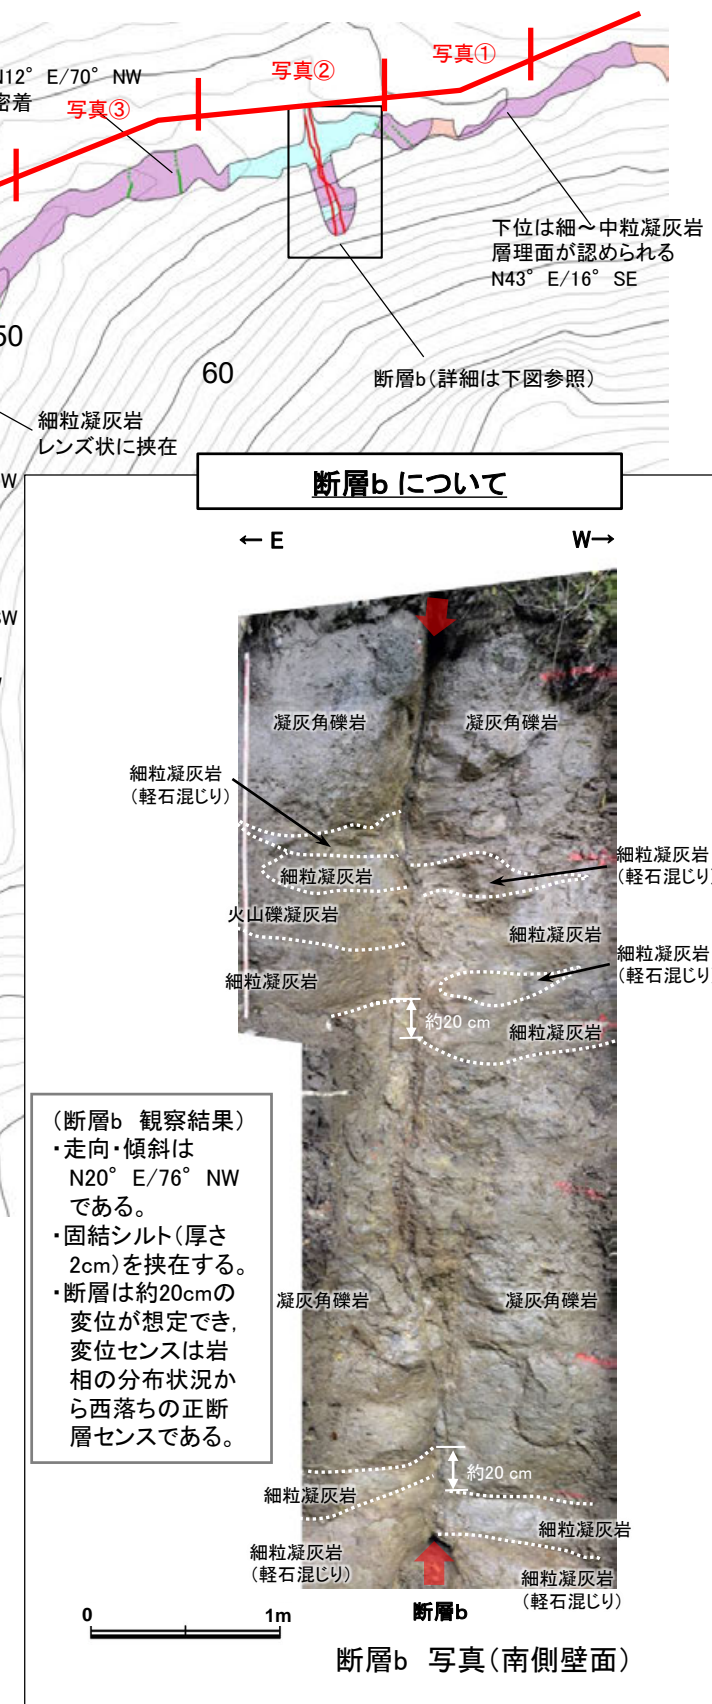 N12° E/70° NW
密着
写真①
写真②
写真③
下位は細～中粒凝灰岩
層理面が認められる
N43° E/16° SE
50
60
断層b(詳細は下図参照)
細粒凝灰岩
レンズ状に挟在
W
断層b について
← E
W→
W
凝灰角礫岩
凝灰角礫岩
細粒凝灰岩
(軽石混じり)
細粒凝灰岩
細粒凝灰岩
(軽石混じり)
火山礫凝灰岩
細粒凝灰岩
細粒凝灰岩
細粒凝灰岩
(軽石混じり)
約20 cm
細粒凝灰岩
(断層b 観察結果)
・走向・傾斜は
N20° E/76° NW
である。
・固結シルト(厚さ
2cm)を挟在する。
・断層は約20cmの
変位が想定でき,
変位センスは岩
相の分布状況か
ら西落ちの正断
層センスである。
凝灰角礫岩
凝灰角礫岩
約20 cm
細粒凝灰岩
細粒凝灰岩
細粒凝灰岩
(軽石混じり)
細粒凝灰岩
(軽石混じり)
断層b
0 1m
断層b 写真(南側壁面)